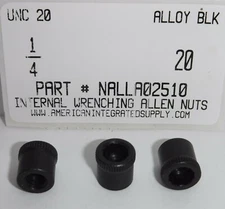 UNC 20 ALLOY BLK
1/4 20
PART # NALLA02510
INTERNAL WRENCHING ALLEN NUTS
WWW.AMERICANINTEGRATEDSUPPLY.COM